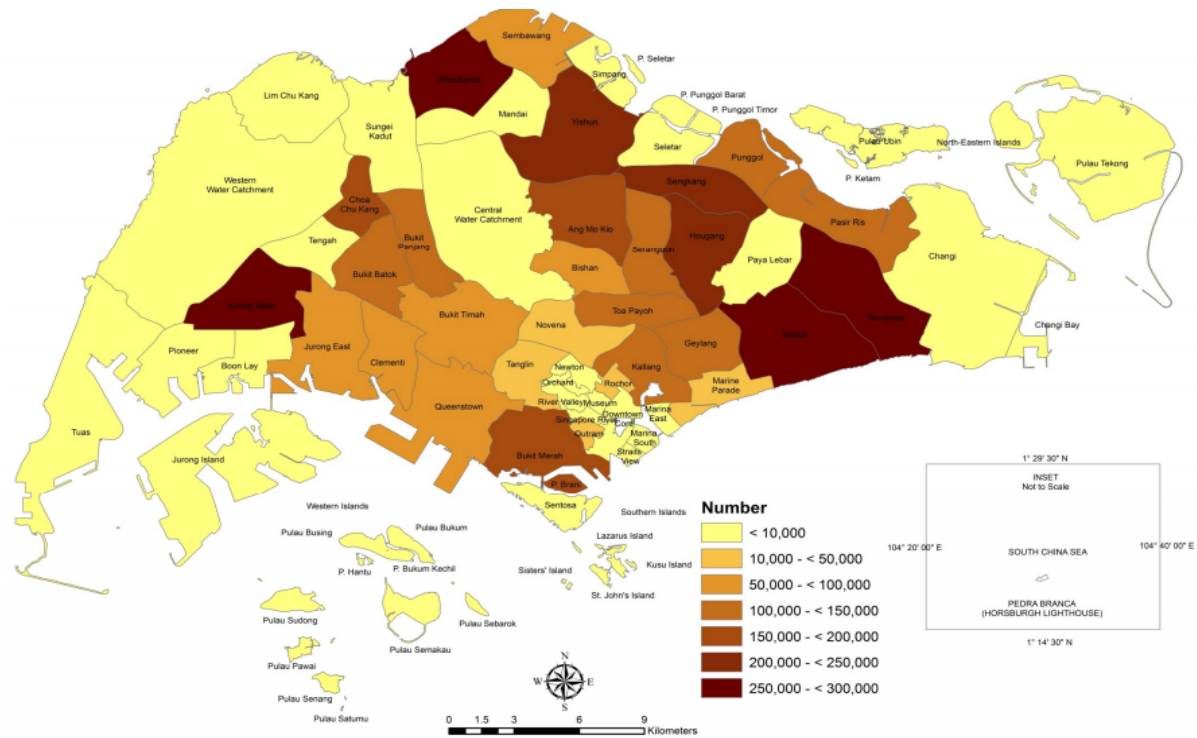 Sembawang
P. Seletar
Simpang
Woodlands
Lim Chu Kang
P. Punggol Barat
Mandai
P. Punggol Timor
Sungei
Kadut
Yishun
Pulau Ubin
North-Eastern Islands
Seletar
Punggol
Pulau Tekong
P. Ketam
Western
Water Catchment
Sengkang
Choa
Chu Kang
Central
Water Catchment
Pasir Ris
Ang Mo Kio
Hougang
Tengah
Bukit
Panjang
Serangoon
Changi
Paya Lebar
Bishan
Bukit Batok
Jurong West
Toa Payoh
Bukit Timah
Tampines
Novena
Changi Bay
Bedok
Geylang
Jurong East
Pioneer
Clementi
Boon Lay
Tanglin
Newton
Kallang
Orchard
Rochor
Marine
Parade
River Valley
Museum
Queenstown
Downtown
Core
Marina
East
Singapore River
Tuas
Outram
Marina
South
Straits
View
Bukit Merah
Jurong Island
P. Brani
Sentosa
Western Islands
Southern Islands
Pulau Busing
Pulau Bukum
Lazarus Island
P. Hantu
P. Bukum Kechil
Sisters' Island
Kusu Island
St. John's Island
Pulau Sudong
Pulau Sebarok
Pulau Semakau
Pulau Pawai
Pulau Senang
Pulau Satumu
Number
< 10,000
10,000 - < 50,000
50,000 - < 100,000
100,000 - < 150,000
150,000 - < 200,000
200,000 - < 250,000
250,000 - < 300,000
1° 29' 30" N
INSET
Not to Scale
104° 20' 00" E
104° 40' 00" E
SOUTH CHINA SEA
PEDRA BRANCA
(HORSBURGH LIGHTHOUSE)
1° 14' 30" N
N
W
E
S
0 1.5 3 6 9
Kilometers